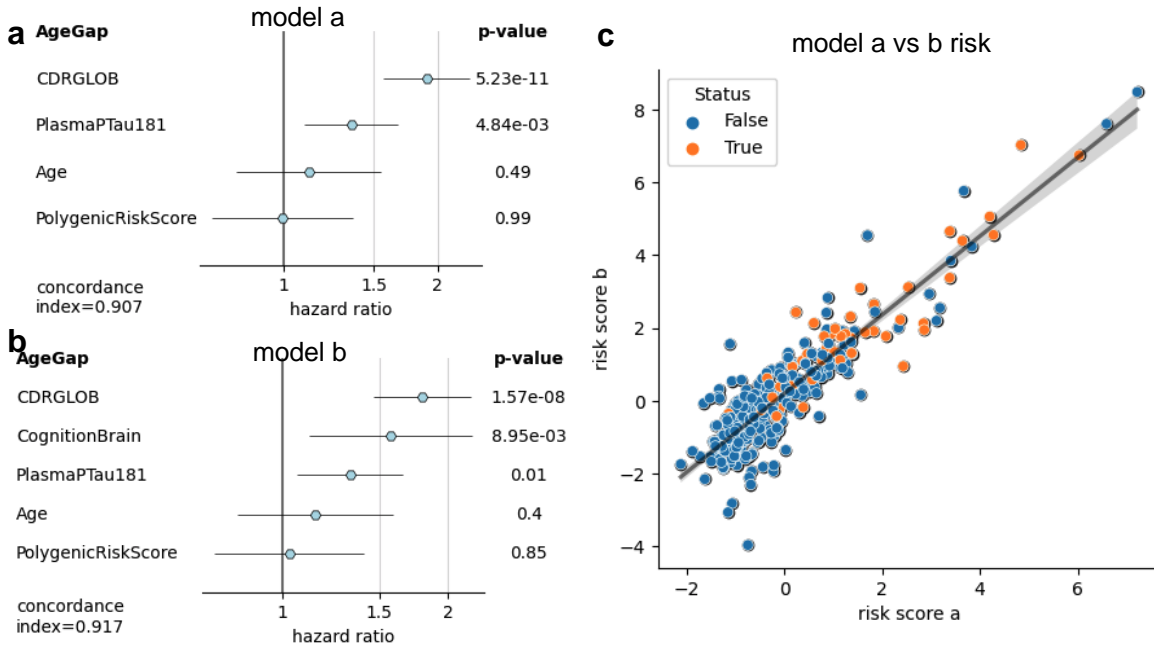 a
model a
AgeGap p-value
CDRGLOB 5.23e-11
PlasmaPTau181 4.84e-03
Age 0.49
PolygenicRiskScore 0.99
1 1.5 2
hazard ratio
concordance
index=0.907
b
model b
AgeGap p-value
CDRGLOB 1.57e-08
CognitionBrain 8.95e-03
PlasmaPTau181 0.01
Age 0.4
PolygenicRiskScore 0.85
1 1.5 2
hazard ratio
concordance
index=0.917
c
model a vs b risk
Status
False
True
risk score b
8
6
4
2
0
−2
−4
−2 0 2 4 6
risk score a